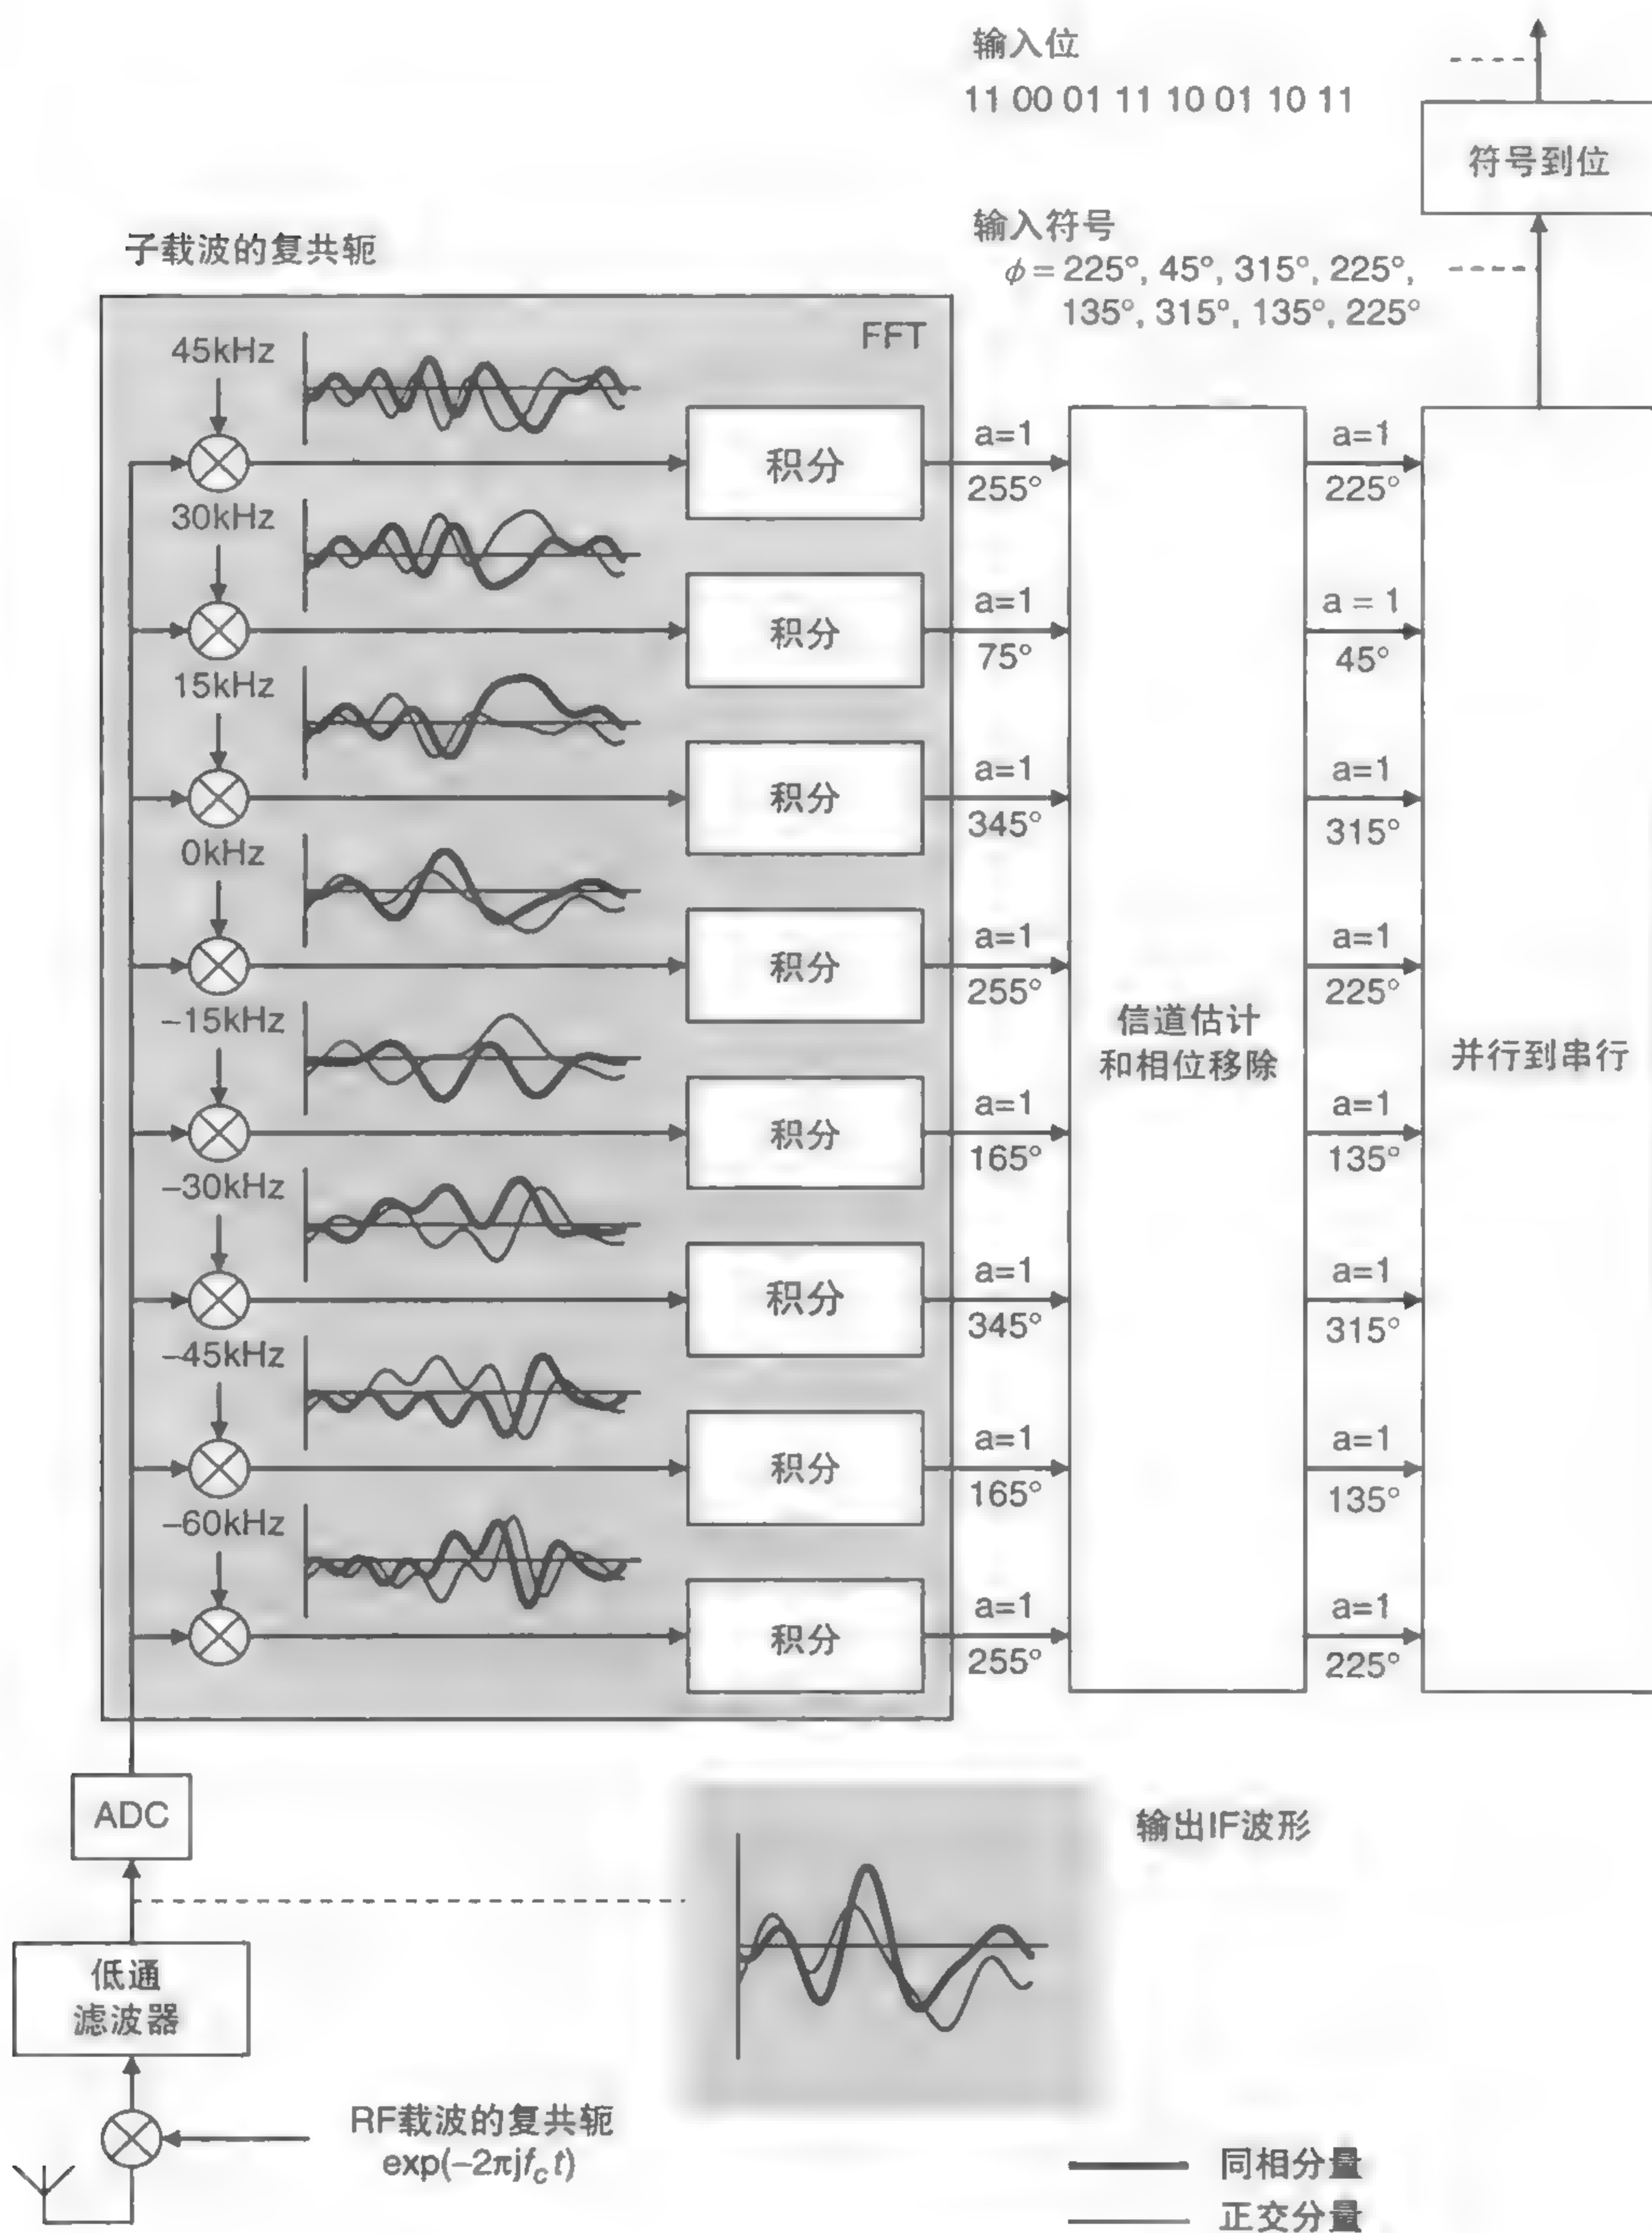 输入位
11 00 01 11 10 01 10 11
符号到位
输入符号
ϕ = 225°, 45°, 315°, 225°,
135°, 315°, 135°, 225°
子载波的复共轭
FFT
45kHz
积分
a=1
255°
a=1
225°
30kHz
积分
a=1
75°
a = 1
45°
15kHz
积分
a=1
345°
a=1
315°
0kHz
积分
a=1
255°
a=1
225°
信道估计
和相位移除
并行到串行
–15kHz
积分
a=1
165°
a=1
135°
–30kHz
积分
a=1
345°
a=1
315°
–45kHz
积分
a=1
165°
a=1
135°
–60kHz
积分
a=1
255°
a=1
225°
ADC
输出IF波形
低通
滤波器
RF载波的复共轭
exp(–2πjf_c t)
同相分量
正交分量